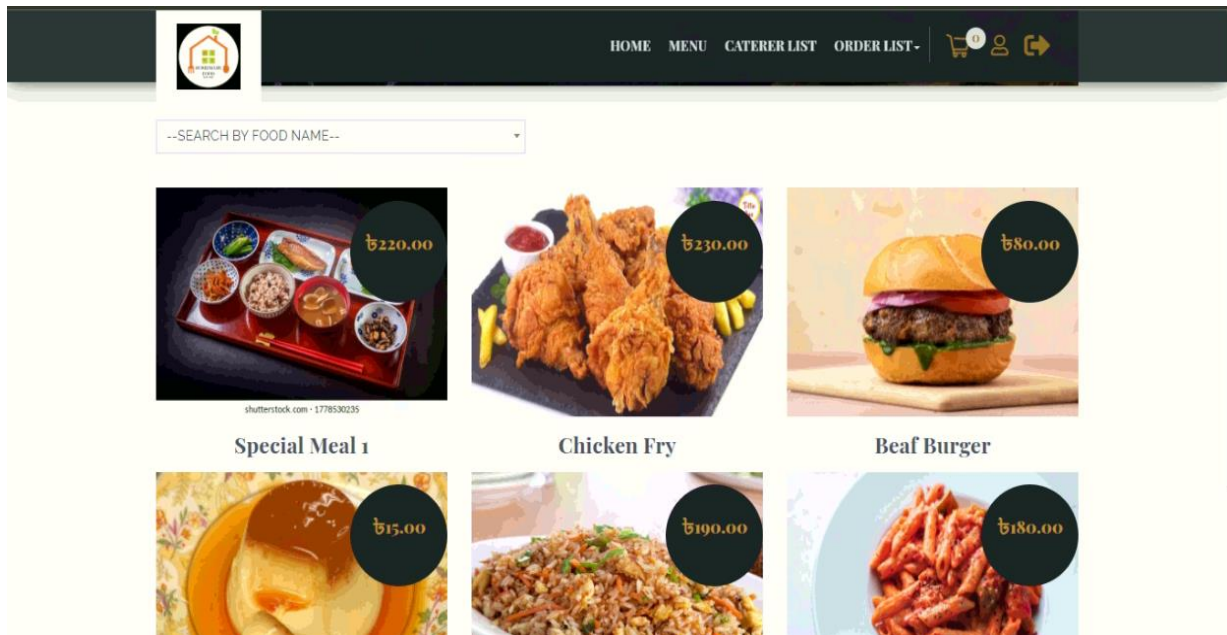 HOME MENU CATERER LIST ORDER LIST 0
--SEARCH BY FOOD NAME--
৳220.00 ৳230.00 ৳80.00
shutterstock.com · 1778530235
Special Meal 1 Chicken Fry Beaf Burger
৳15.00 ৳190.00 ৳180.00